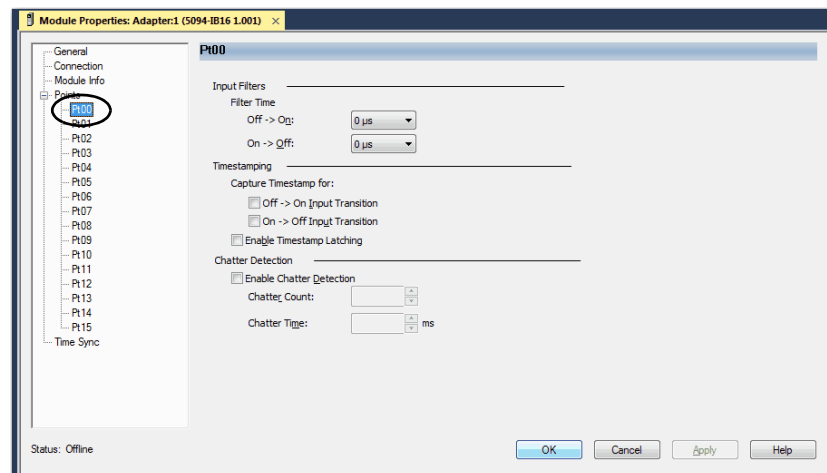 Module Properties: Adapter:1 (5094-IB16 1.001) ×
General
Connection
Module Info
Points
Pt00
Pt01
Pt02
Pt03
Pt04
Pt05
Pt06
Pt07
Pt08
Pt09
Pt10
Pt11
Pt12
Pt13
Pt14
Pt15
Time Sync
Pt00
Input Filters
Filter Time
Off -> On: 0 µs
On -> Off: 0 µs
Timestamping
Capture Timestamp for:
Off -> On Input Transition
On -> Off Input Transition
Enable Timestamp Latching
Chatter Detection
Enable Chatter Detection
Chatter Count:
Chatter Time: ms
Status: Offline
OK Cancel Apply Help